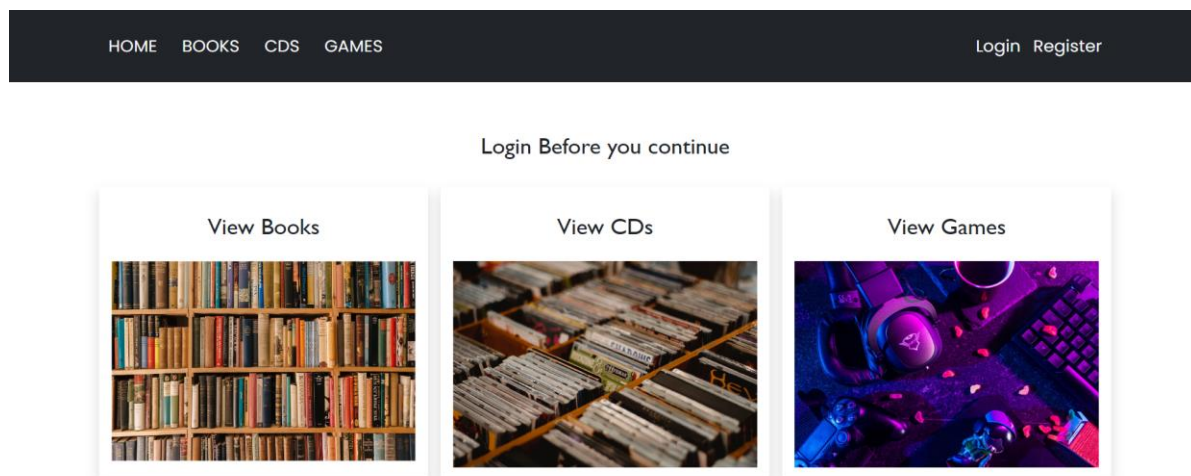 HOME BOOKS CDS GAMES Login Register
Login Before you continue
View Books View CDs View Games